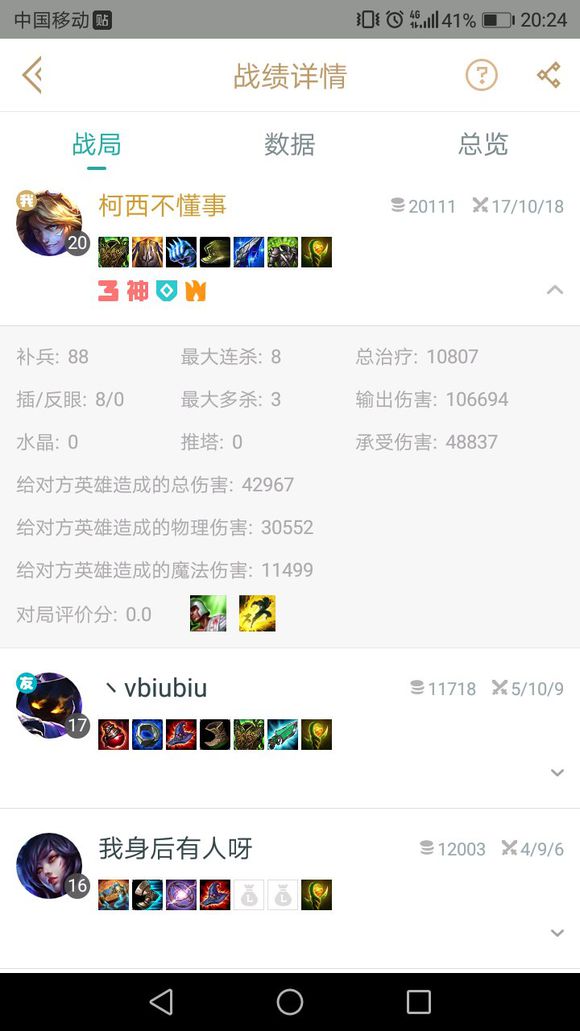 中国移动 贴 4G 41% 20:24
战绩详情 ?
战局 数据 总览
我 柯西不懂事 20111 17/10/18
20
3 神
补兵: 88 最大连杀: 8 总治疗: 10807
插/反眼: 8/0 最大多杀: 3 输出伤害: 106694
水晶: 0 推塔: 0 承受伤害: 48837
给对方英雄造成的总伤害: 42967
给对方英雄造成的物理伤害: 30552
给对方英雄造成的魔法伤害: 11499
对局评价分: 0.0
友 丶vbiubiu 11718 5/10/9
17
我身后有人呀 12003 4/9/6
16 L L